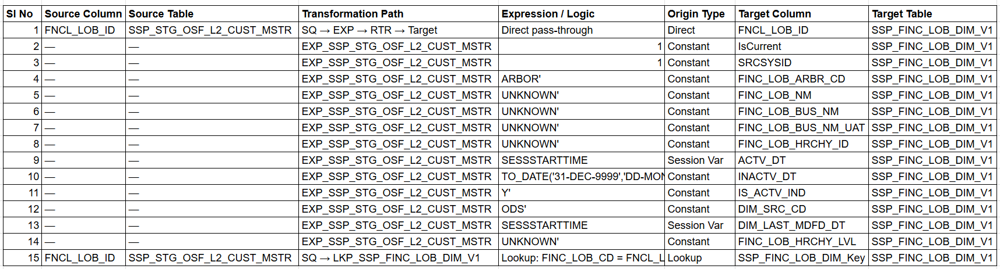 Sl No Source Column Source Table Transformation Path Expression / Logic Origin Type Target Column Target Table
1 FNCL_LOB_ID SSP_STG_OSF_L2_CUST_MSTR SQ → EXP → RTR → Target Direct pass-through Direct FNCL_LOB_ID SSP_FINC_LOB_DIM_V1
2 — — EXP_SSP_STG_OSF_L2_CUST_MSTR 1 Constant IsCurrent SSP_FINC_LOB_DIM_V1
3 — — EXP_SSP_STG_OSF_L2_CUST_MSTR 1 Constant SRCSYSID SSP_FINC_LOB_DIM_V1
4 — — EXP_SSP_STG_OSF_L2_CUST_MSTR ARBOR' Constant FINC_LOB_ARBR_CD SSP_FINC_LOB_DIM_V1
5 — — EXP_SSP_STG_OSF_L2_CUST_MSTR UNKNOWN' Constant FINC_LOB_NM SSP_FINC_LOB_DIM_V1
6 — — EXP_SSP_STG_OSF_L2_CUST_MSTR UNKNOWN' Constant FINC_LOB_BUS_NM SSP_FINC_LOB_DIM_V1
7 — — EXP_SSP_STG_OSF_L2_CUST_MSTR UNKNOWN' Constant FINC_LOB_BUS_NM_UAT SSP_FINC_LOB_DIM_V1
8 — — EXP_SSP_STG_OSF_L2_CUST_MSTR UNKNOWN' Constant FINC_LOB_HRCHY_ID SSP_FINC_LOB_DIM_V1
9 — — EXP_SSP_STG_OSF_L2_CUST_MSTR SESSSTARTTIME Session Var ACTV_DT SSP_FINC_LOB_DIM_V1
10 — — EXP_SSP_STG_OSF_L2_CUST_MSTR TO_DATE('31-DEC-9999','DD-MON Constant INACTV_DT SSP_FINC_LOB_DIM_V1
11 — — EXP_SSP_STG_OSF_L2_CUST_MSTR Y' Constant IS_ACTV_IND SSP_FINC_LOB_DIM_V1
12 — — EXP_SSP_STG_OSF_L2_CUST_MSTR ODS' Constant DIM_SRC_CD SSP_FINC_LOB_DIM_V1
13 — — EXP_SSP_STG_OSF_L2_CUST_MSTR SESSSTARTTIME Session Var DIM_LAST_MDFD_DT SSP_FINC_LOB_DIM_V1
14 — — EXP_SSP_STG_OSF_L2_CUST_MSTR UNKNOWN' Constant FINC_LOB_HRCHY_LVL SSP_FINC_LOB_DIM_V1
15 FNCL_LOB_ID SSP_STG_OSF_L2_CUST_MSTR SQ → LKP_SSP_FINC_LOB_DIM_V1 Lookup: FINC_LOB_CD = FNCL_L Lookup SSP_FINC_LOB_DIM_Key SSP_FINC_LOB_DIM_V1